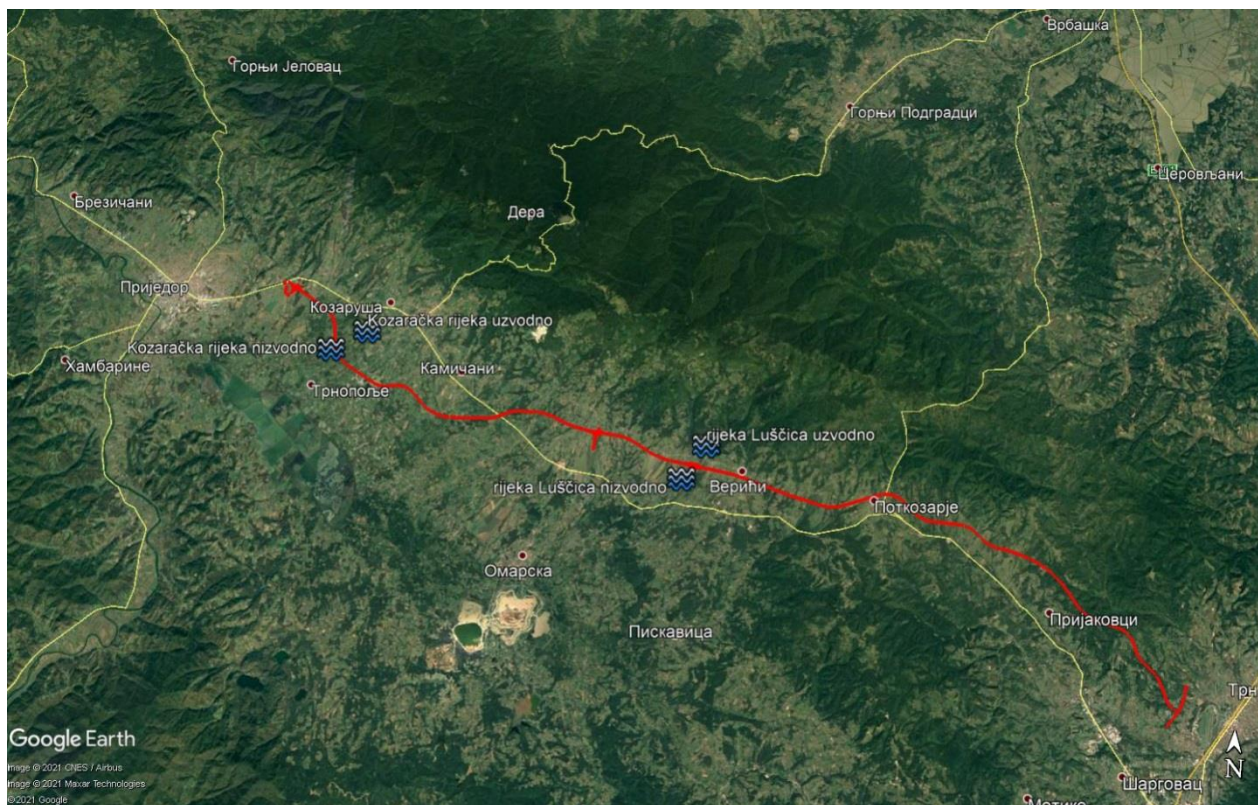 Врбашка
Горњи Јеловац
Горњи Подградци
Церовљани
Брезичани
Дера
Приједор
Козаруша
Kozaračka rijeka uzvodno
Kozaračka rijeka nizvodno
Хамбарине
Камичани
Трнопоље
rijeka Luščica uzvodno
rijeka Luščica nizvodno
Верићи
Поткозарје
Омарска
Пријаковци
Пискавица
Трн
Google Earth
Image © 2021 CNES / Airbus
Image © 2021 Maxar Technologies
© 2021 Google
N
Шарговац